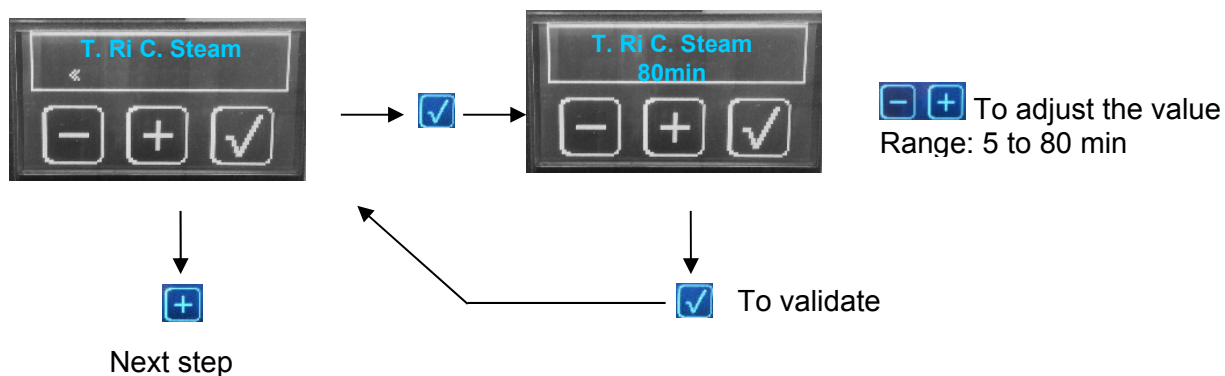 T. Ri C. Steam
«
T. Ri C. Steam
80min
To adjust the value
Range: 5 to 80 min
To validate
Next step